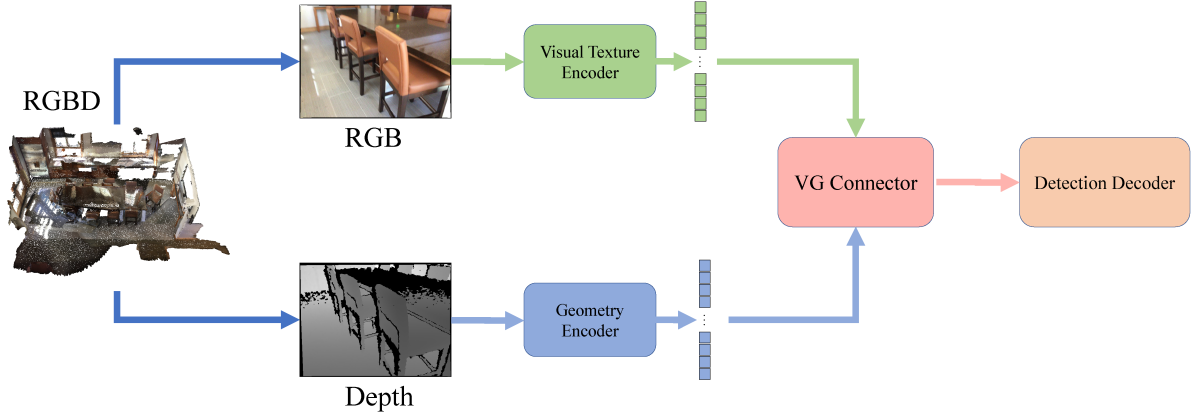 RGBD
RGB
Visual Texture
Encoder
VG Connector
Detection Decoder
Geometry
Encoder
Depth